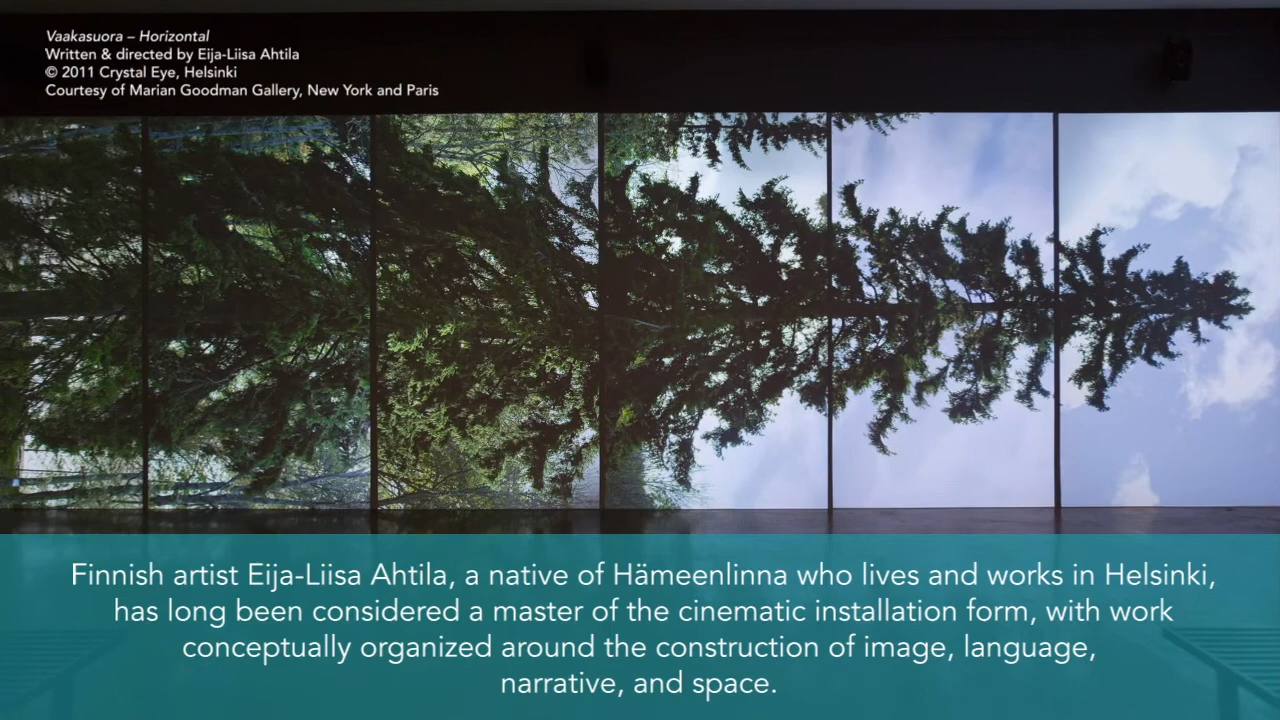 Vaakasuora – Horizontal
Written & directed by Eija-Liisa Ahtila
© 2011 Crystal Eye, Helsinki
Courtesy of Marian Goodman Gallery, New York and Paris
Finnish artist Eija-Liisa Ahtila, a native of Hämeenlinna who lives and works in Helsinki,
has long been considered a master of the cinematic installation form, with work
conceptually organized around the construction of image, language,
narrative, and space.